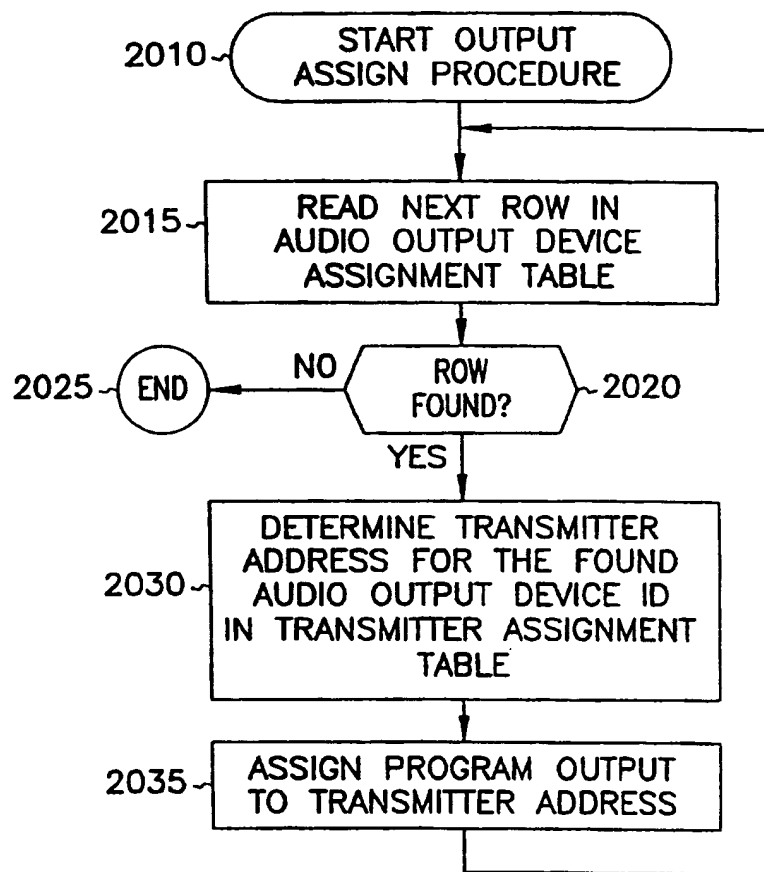 2010
START OUTPUT
ASSIGN PROCEDURE
2015
READ NEXT ROW IN
AUDIO OUTPUT DEVICE
ASSIGNMENT TABLE
2025
END
NO
ROW
FOUND?
2020
YES
2030
DETERMINE TRANSMITTER
ADDRESS FOR THE FOUND
AUDIO OUTPUT DEVICE ID
IN TRANSMITTER ASSIGNMENT
TABLE
2035
ASSIGN PROGRAM OUTPUT
TO TRANSMITTER ADDRESS